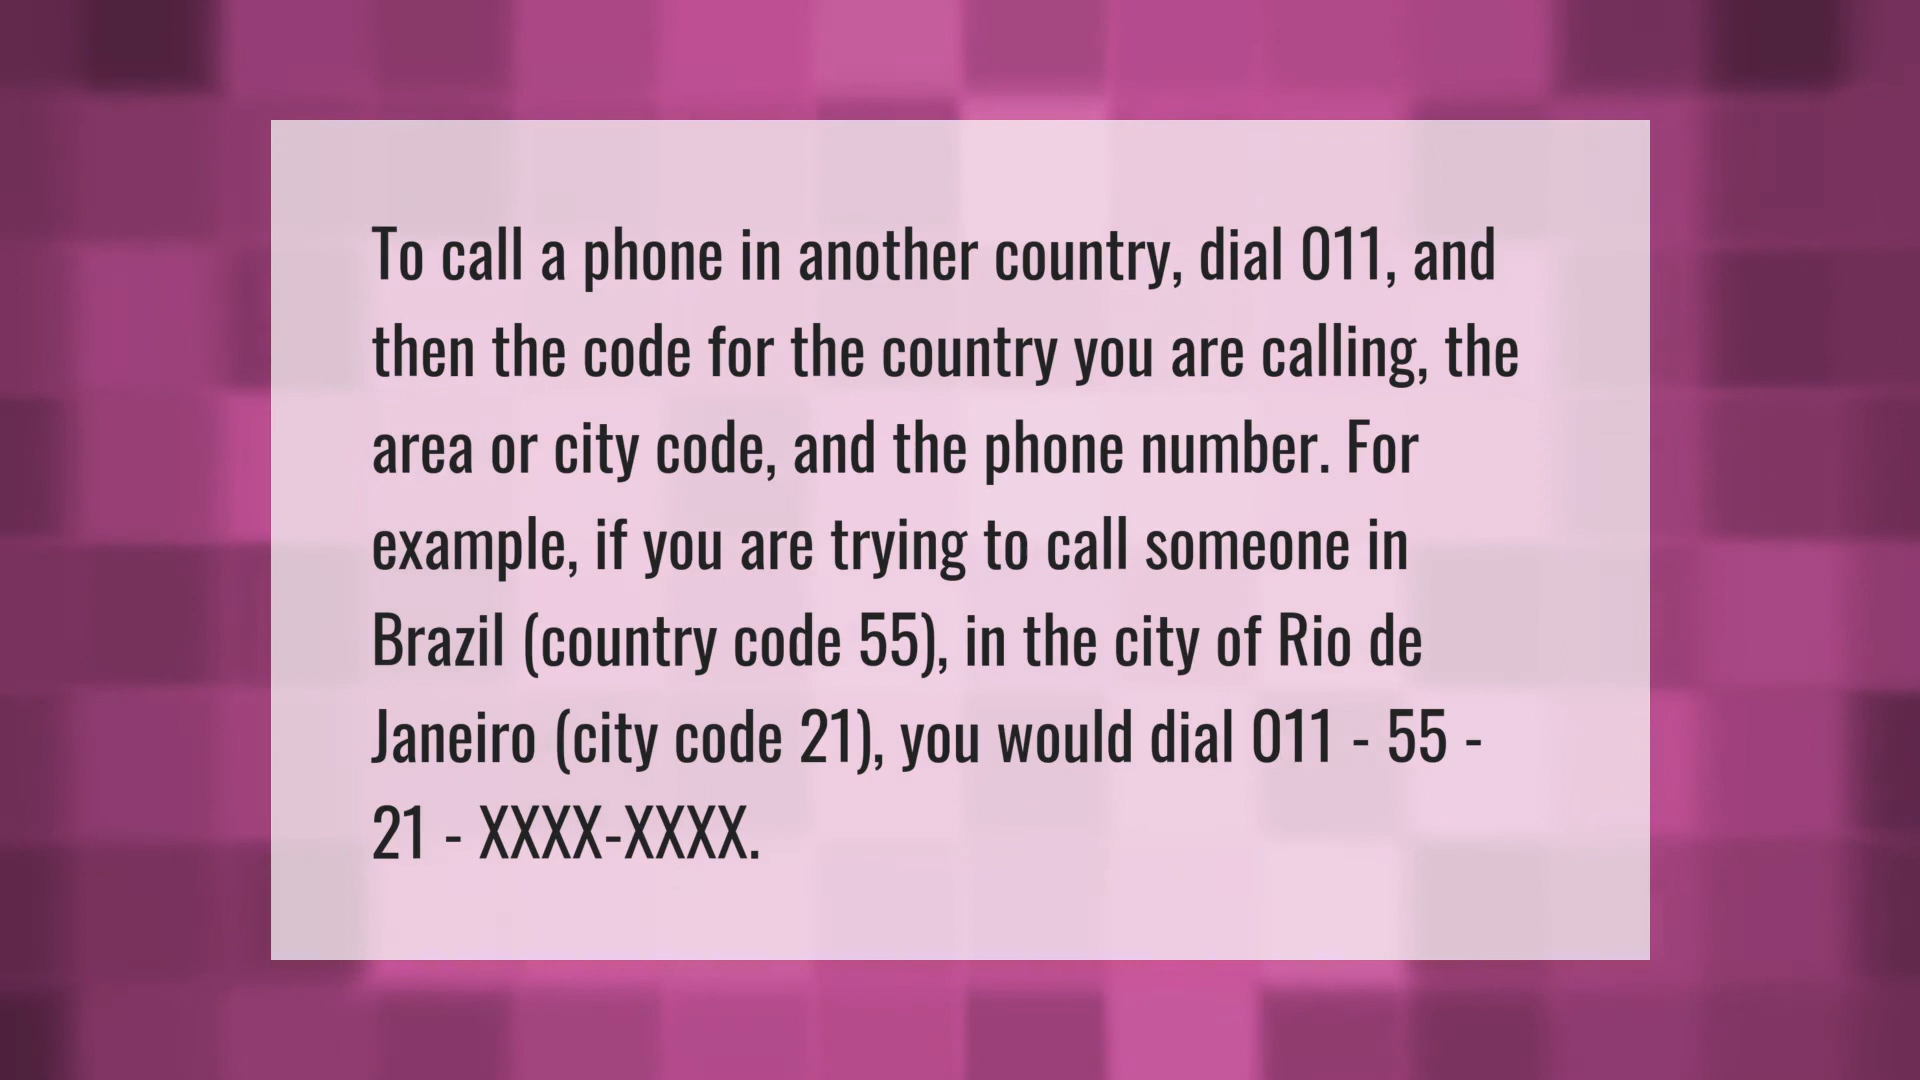 To call a phone in another country, dial 011, and
then the code for the country you are calling, the
area or city code, and the phone number. For
example, if you are trying to call someone in
Brazil (country code 55), in the city of Rio de
Janeiro (city code 21), you would dial 011 - 55 -
21 - XXXX-XXXX.